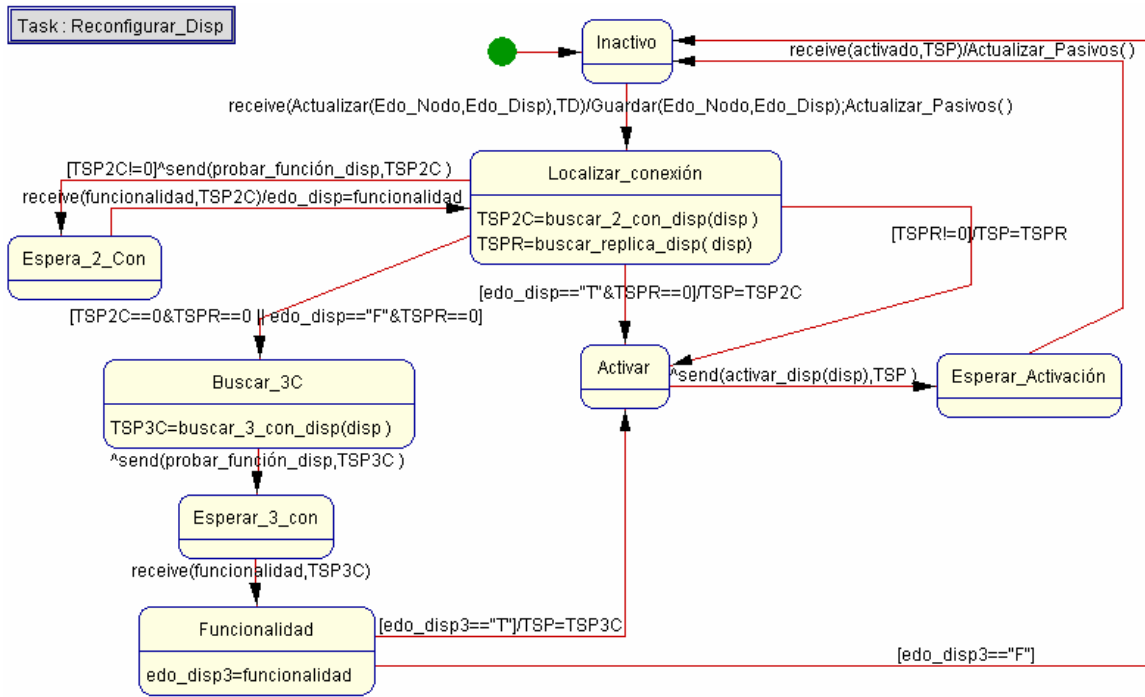 Task : Reconfigurar_Disp
Inactivo
receive(activado,TSP)/Actualizar_Pasivos( )
receive(Actualizar(Edo_Nodo,Edo_Disp),TD)/Guardar(Edo_Nodo,Edo_Disp);Actualizar_Pasivos( )
[TSP2C!=0]^send(probar_función_disp,TSP2C )
Localizar_conexión
receive(funcionalidad,TSP2C)/edo_disp=funcionalidad
TSP2C=buscar_2_con_disp(disp )
TSPR=buscar_replica_disp( disp)
[TSPR!=0]/TSP=TSPR
Espera_2_Con
[edo_disp=="T"&TSPR==0]/TSP=TSP2C
[TSP2C==0&TSPR==0 || edo_disp=="F"&TSPR==0]
Activar
Esperar_Activación
^send(activar_disp(disp),TSP )
Buscar_3C
TSP3C=buscar_3_con_disp(disp )
^send(probar_función_disp,TSP3C )
Esperar_3_con
receive(funcionalidad,TSP3C)
Funcionalidad
[edo_disp3=="T"]/TSP=TSP3C
[edo_disp3=="F"]
edo_disp3=funcionalidad